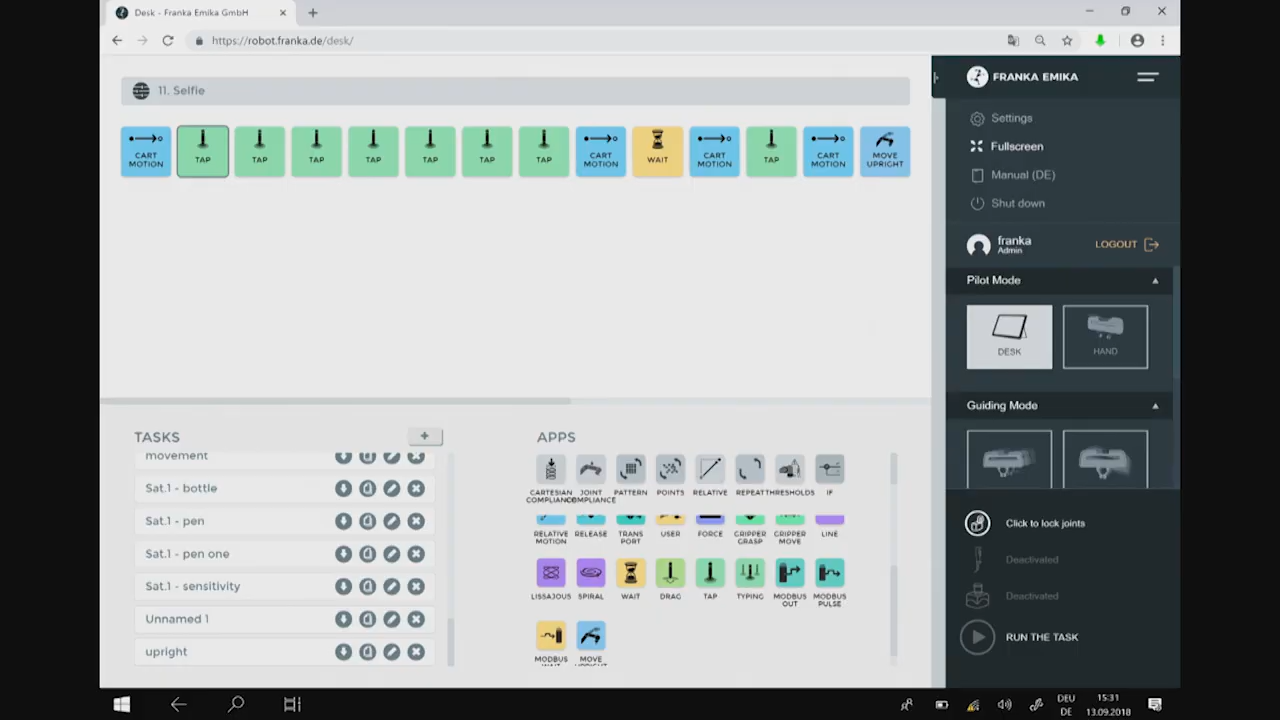 Desk - Franka Emika GmbH
https://robot.franka.de/desk/
11. Selfie
CART MOTION
TAP
TAP
TAP
TAP
TAP
TAP
TAP
CART MOTION
WAIT
CART MOTION
TAP
CART MOTION
MOVE UPRIGHT
FRANKA EMIKA
Settings
Fullscreen
Manual (DE)
Shut down
franka
Admin
LOGOUT
Pilot Mode
DESK
HAND
Guiding Mode
Click to lock joints
Deactivated
Deactivated
RUN THE TASK
TASKS
movement
Sat.1 - bottle
Sat.1 - pen
Sat.1 - pen one
Sat.1 - sensitivity
Unnamed 1
upright
APPS
CARTESIAN COMPLIANCE
JOINT COMPLIANCE
PATTERN
POINTS
RELATIVE
REPEAT
THRESHOLDS
IF
RELATIVE MOTION
RELEASE
TRANS PORT
USER
FORCE
GRIPPER GRASP
GRIPPER MOVE
LINE
LISSAJOUS
SPIRAL
WAIT
DRAG
TAP
TYPING
MODBUS OUT
MODBUS PULSE
MODBUS WAIT
MOVE UPRIGHT
DEU
DE
15:31
13.09.2018